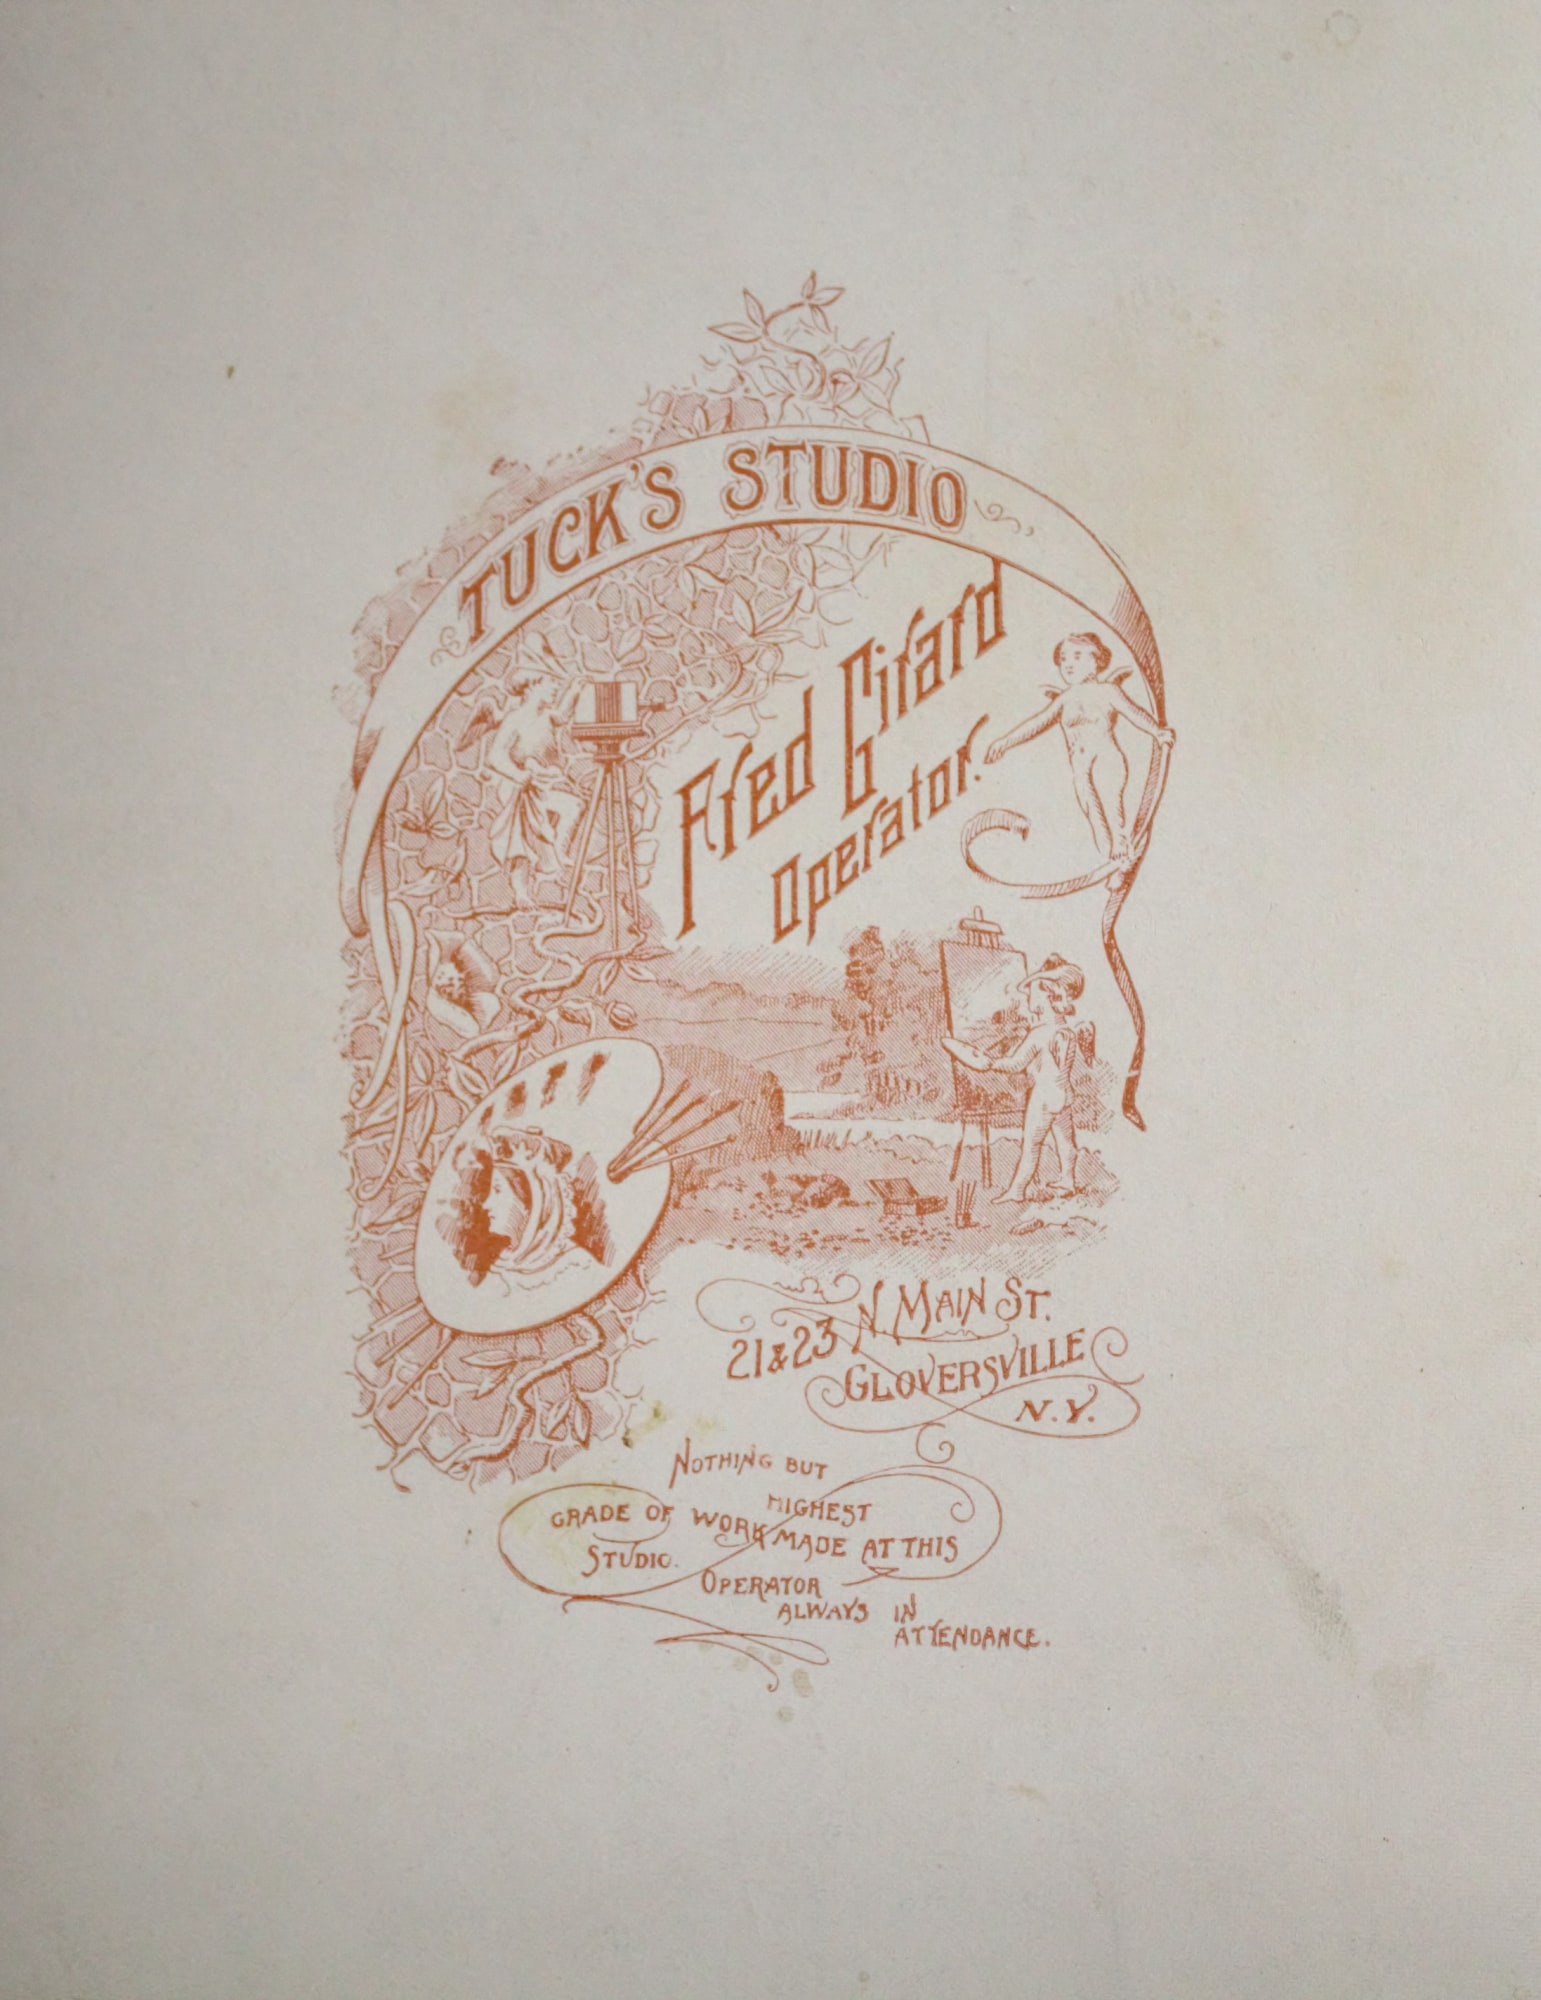 TUCK'S STUDIO
Fred Girard
Operator.
21 & 23 N. MAIN ST.
GLOVERSVILLE
N.Y.
NOTHING BUT
HIGHEST
GRADE OF WORK MADE AT THIS
STUDIO.
OPERATOR
ALWAYS IN
ATTENDANCE.